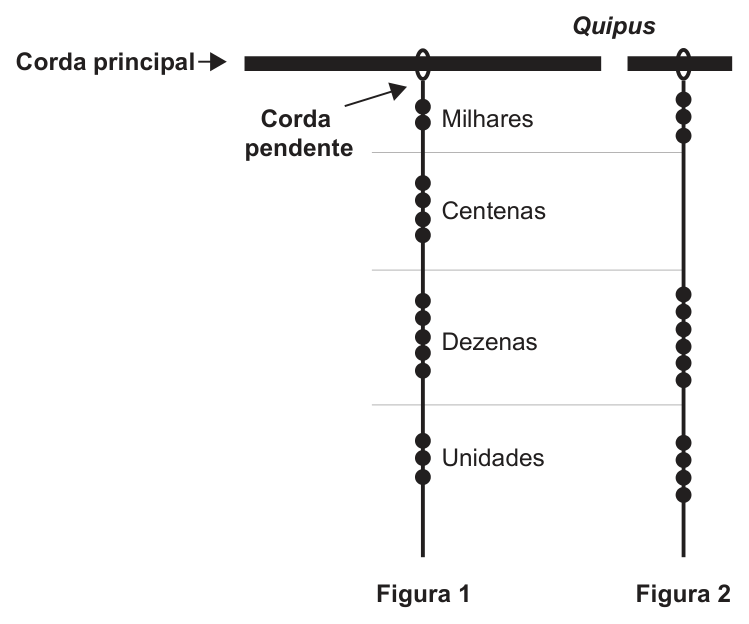 Quipus
Corda principal
Corda
pendente
Milhares
Centenas
Dezenas
Unidades
Figura 1
Figura 2